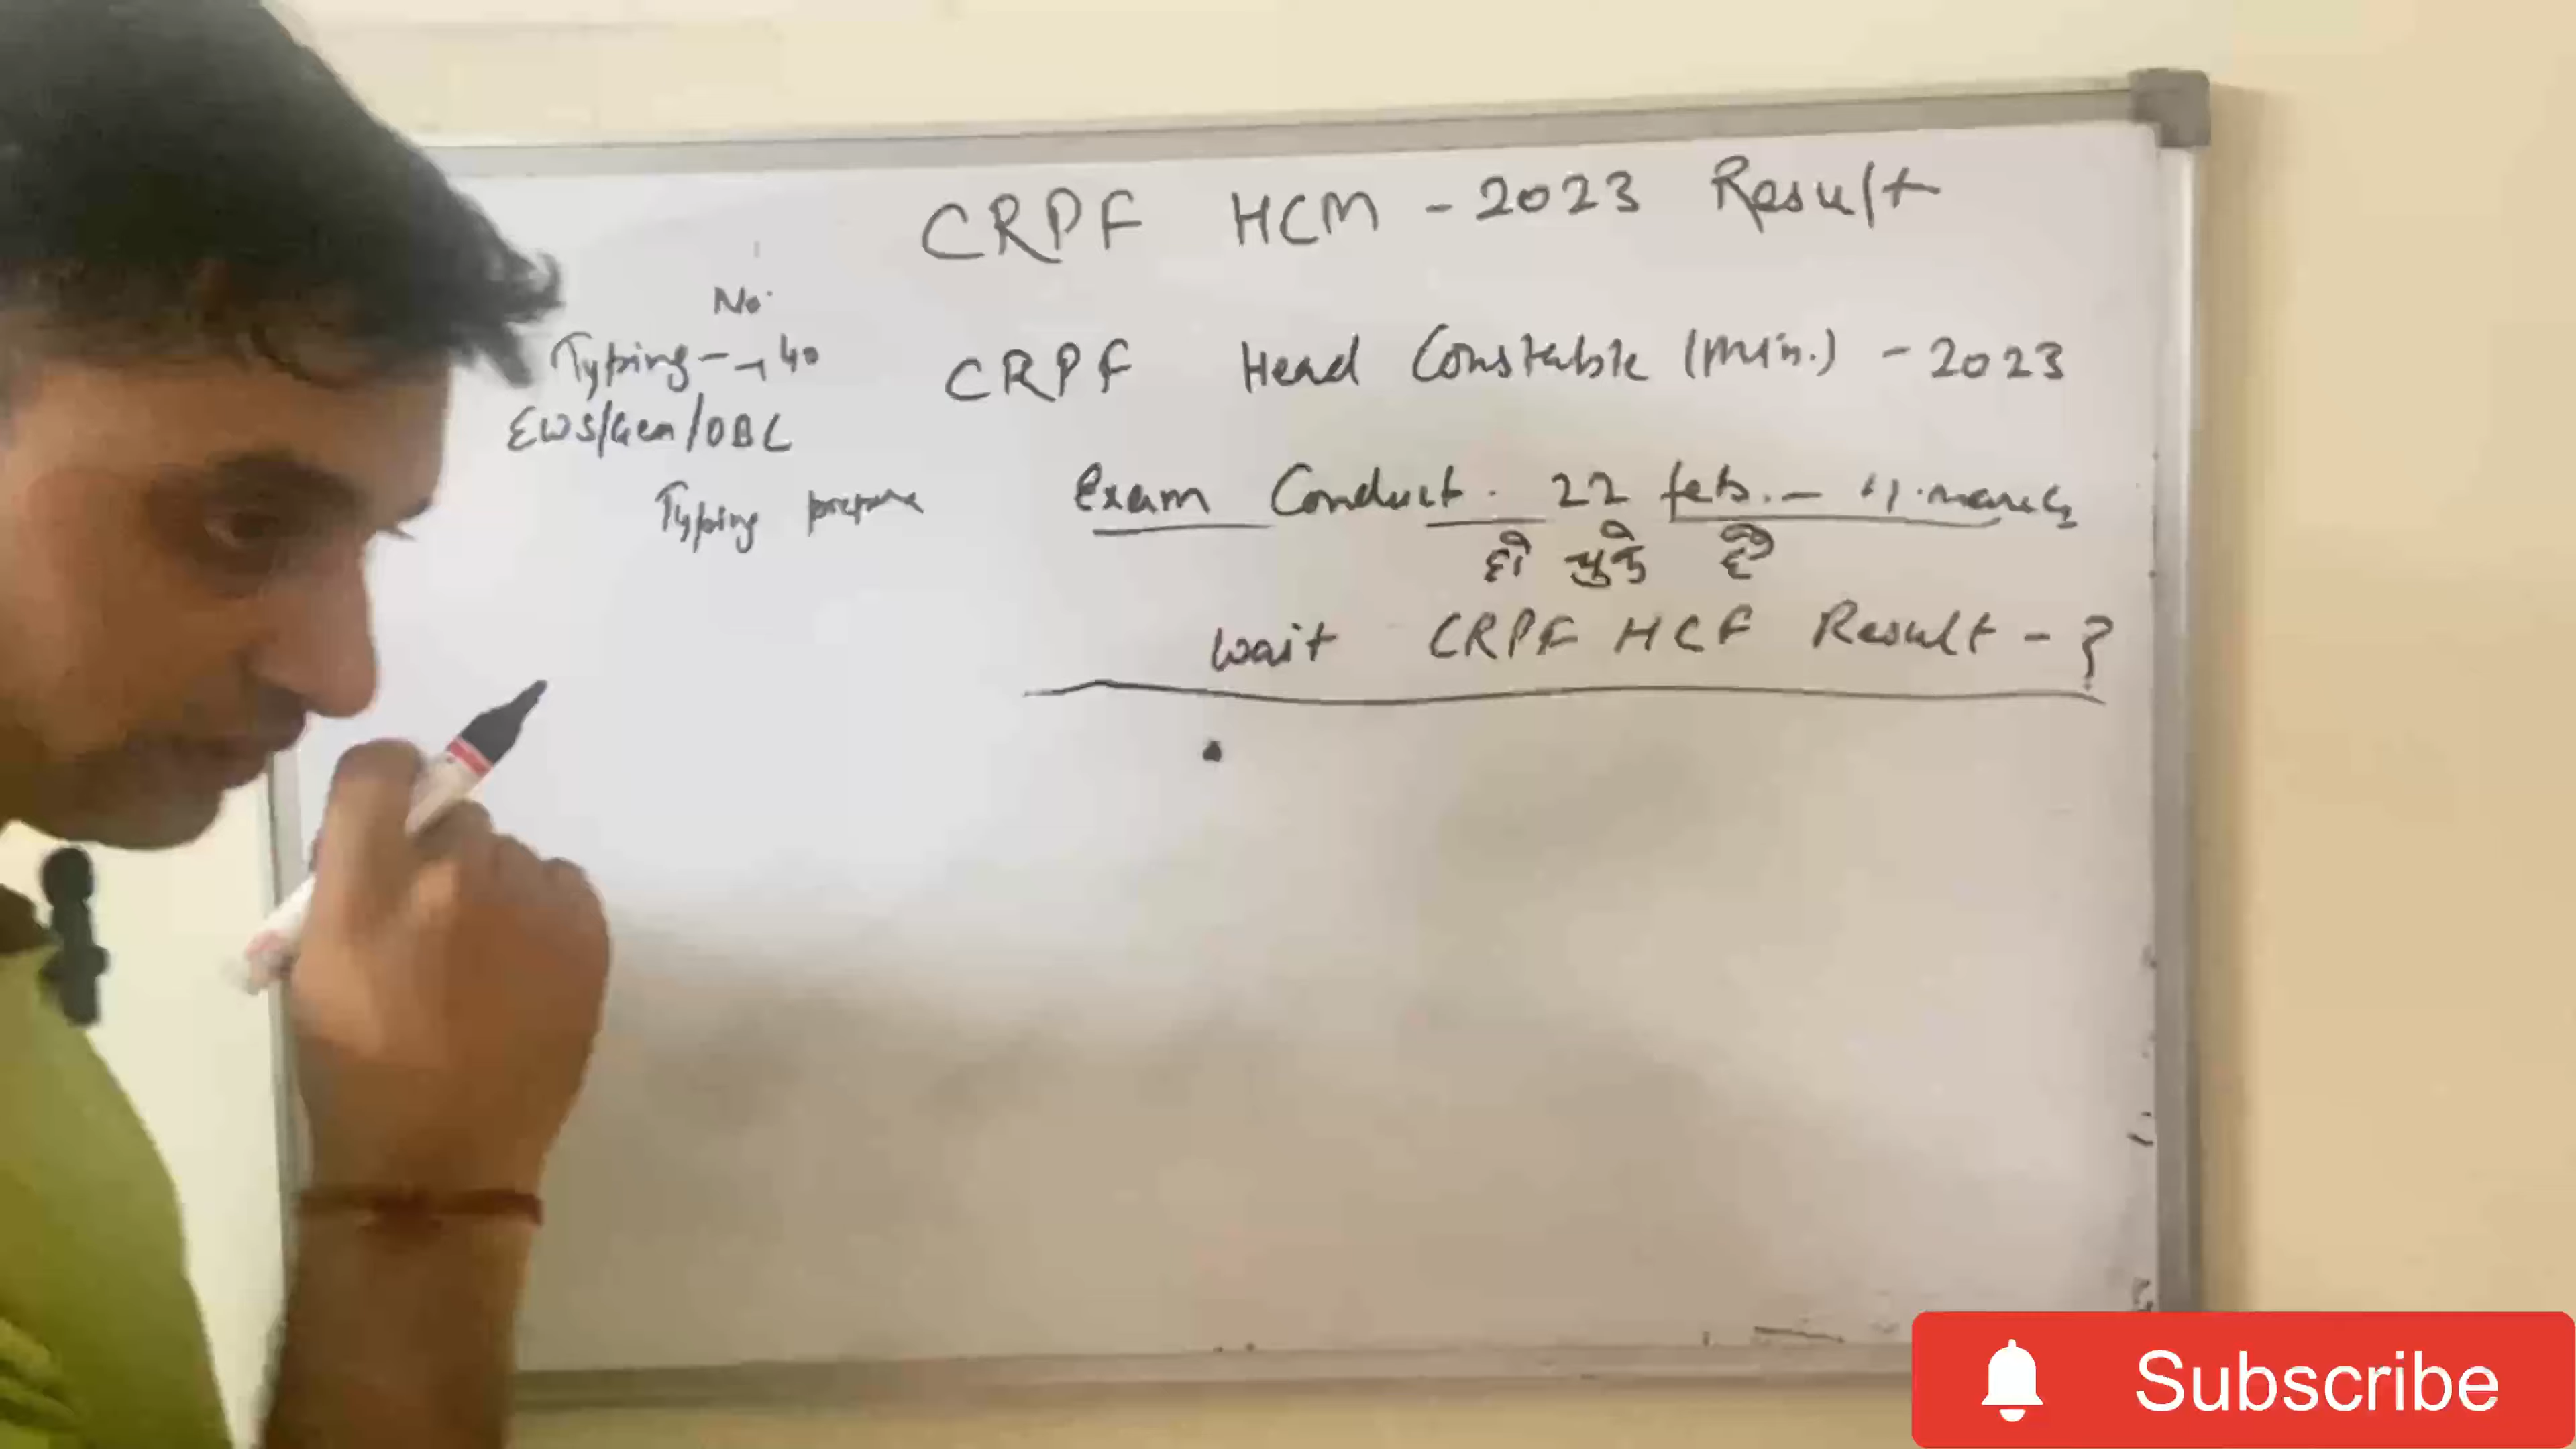 CRPF HCM - 2023 Result
No.
Typing - → 40
EWS/Gen/OBC
Typing prepare
CRPF Head Constable (Min.) - 2023
Exam Conduct. 22 feb. - 11 march
हो चुके है
wait CRPF HCF Result - ?
Subscribe